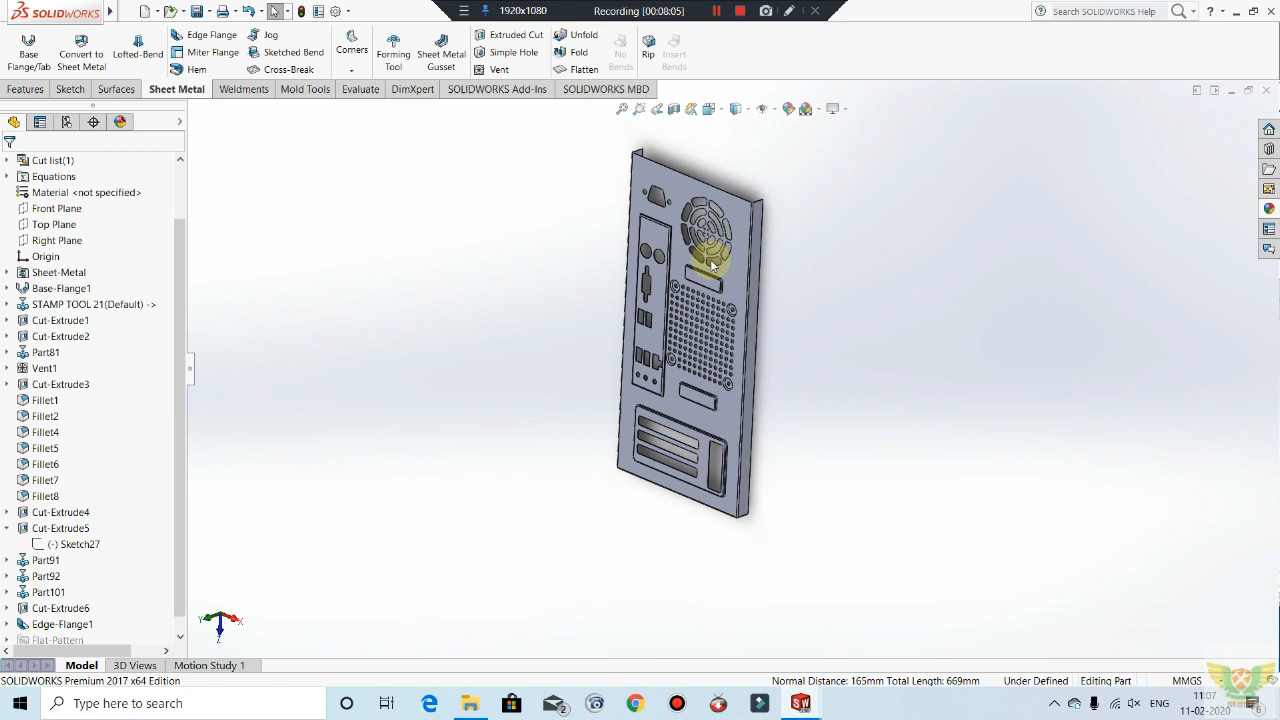 SOLIDWORKS
1920x1080
Recording [00:08:05]
Search SOLIDWORKS Help
?
Base Flange/Tab
Convert to Sheet Metal
Lofted-Bend
Edge Flange
Miter Flange
Hem
Jog
Sketched Bend
Cross-Break
Corners
Forming Tool
Sheet Metal Gusset
Extruded Cut
Simple Hole
Vent
Unfold
Fold
Flatten
No Bends
Rip
Insert Bends
Features
Sketch
Surfaces
Sheet Metal
Weldments
Mold Tools
Evaluate
DimXpert
SOLIDWORKS Add-Ins
SOLIDWORKS MBD
Cut list(1)
Equations
Material <not specified>
Front Plane
Top Plane
Right Plane
Origin
Sheet-Metal
Base-Flange1
STAMP TOOL 21(Default) ->
Cut-Extrude1
Cut-Extrude2
Part81
Vent1
Cut-Extrude3
Fillet1
Fillet2
Fillet4
Fillet5
Fillet6
Fillet7
Fillet8
Cut-Extrude4
Cut-Extrude5
(-) Sketch27
Part91
Part92
Part101
Cut-Extrude6
Edge-Flange1
Flat-Pattern
Y X
Z
Model
3D Views
Motion Study 1
SOLIDWORKS Premium 2017 x64 Edition
Normal Distance: 165mm Total Length: 669mm
Under Defined
Editing Part
MMGS
Type here to search
2
SW
ENG
11:07
11-02-2020
6